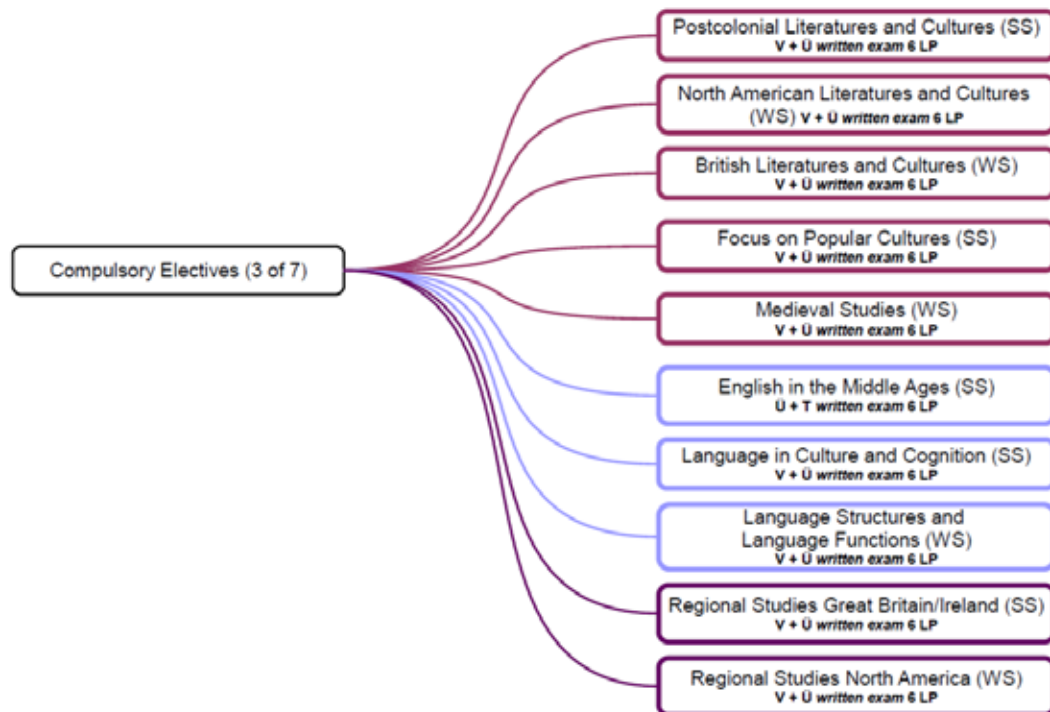 Postcolonial Literatures and Cultures (SS)
V + Ü written exam 6 LP
North American Literatures and Cultures
(WS) V + Ü written exam 6 LP
British Literatures and Cultures (WS)
V + Ü written exam 6 LP
Focus on Popular Cultures (SS)
V + Ü written exam 6 LP
Compulsory Electives (3 of 7)
Medieval Studies (WS)
V + Ü written exam 6 LP
English in the Middle Ages (SS)
Ü + T written exam 6 LP
Language in Culture and Cognition (SS)
V + Ü written exam 6 LP
Language Structures and
Language Functions (WS)
V + Ü written exam 6 LP
Regional Studies Great Britain/Ireland (SS)
V + Ü written exam 6 LP
Regional Studies North America (WS)
V + Ü written exam 6 LP